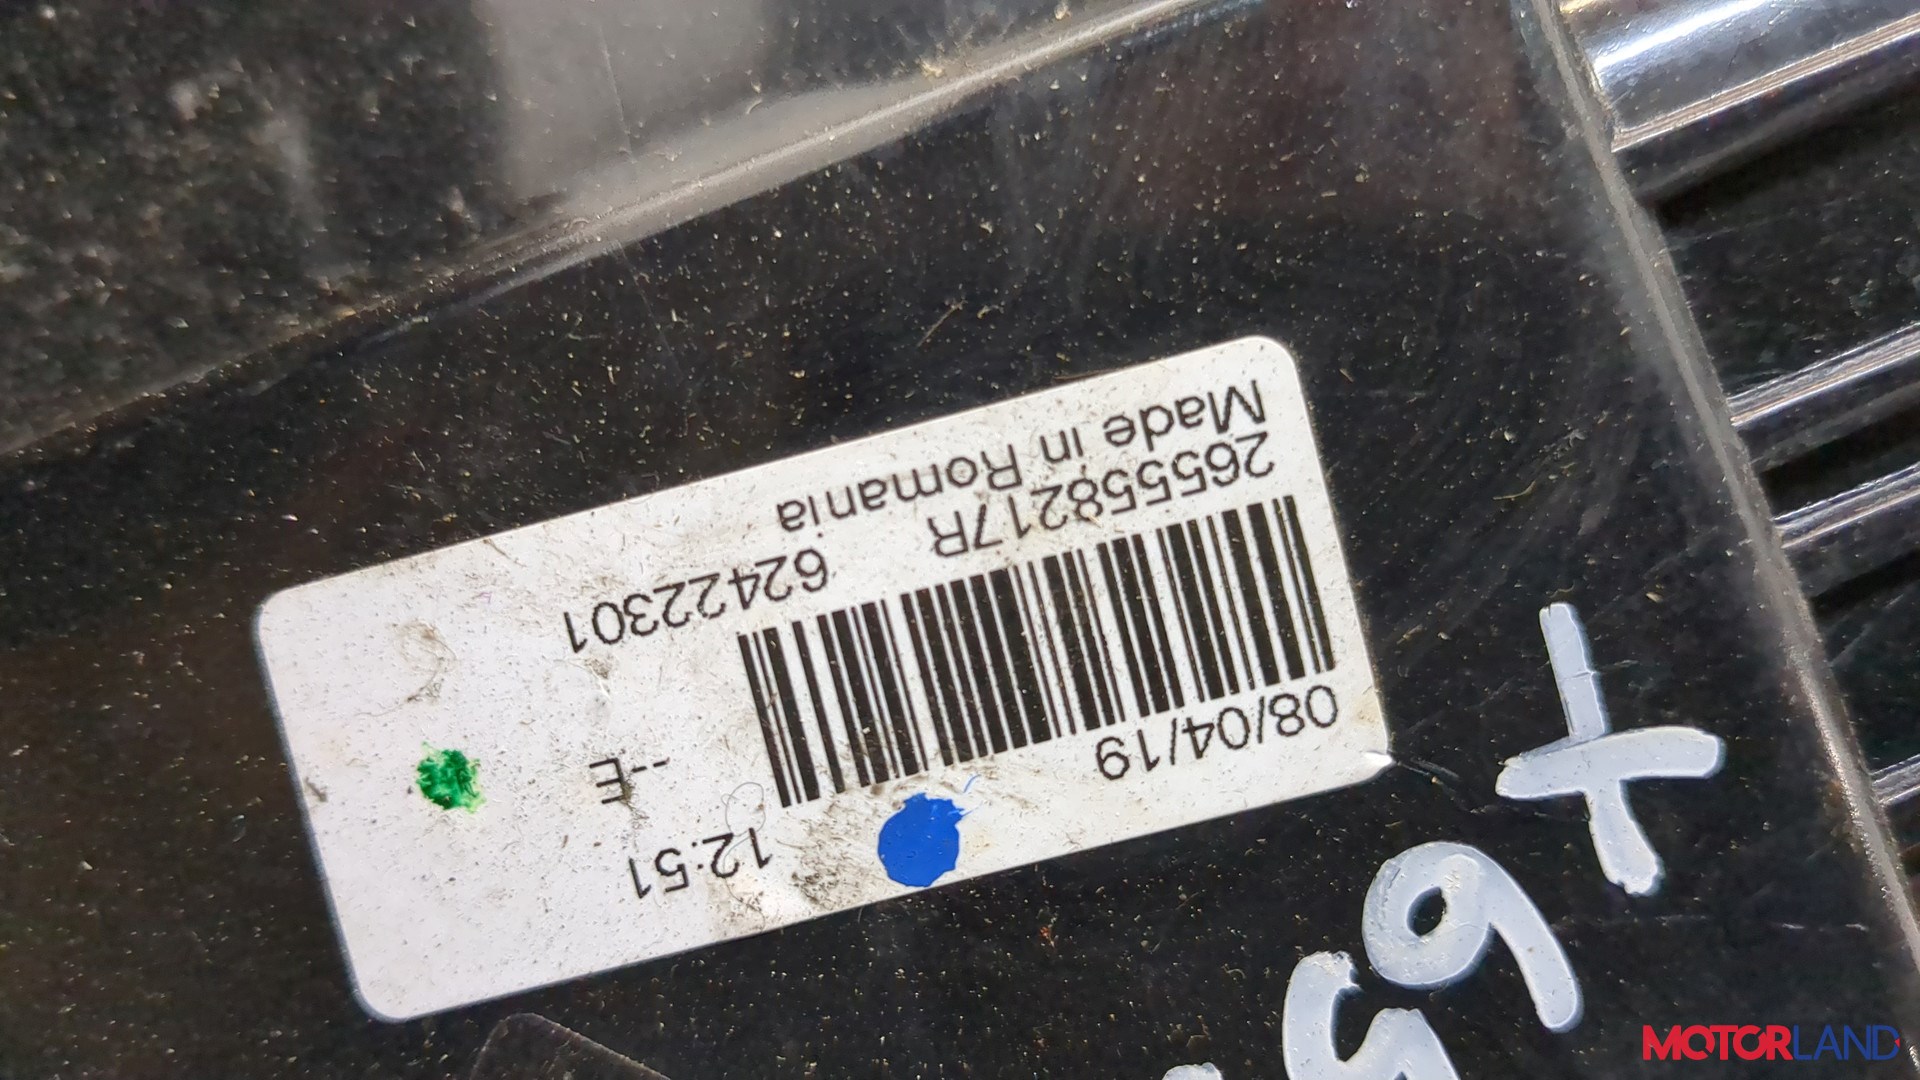 08/04/19 12:51
--E
265558217R 62422301
Made in Romania
MOTORLAND